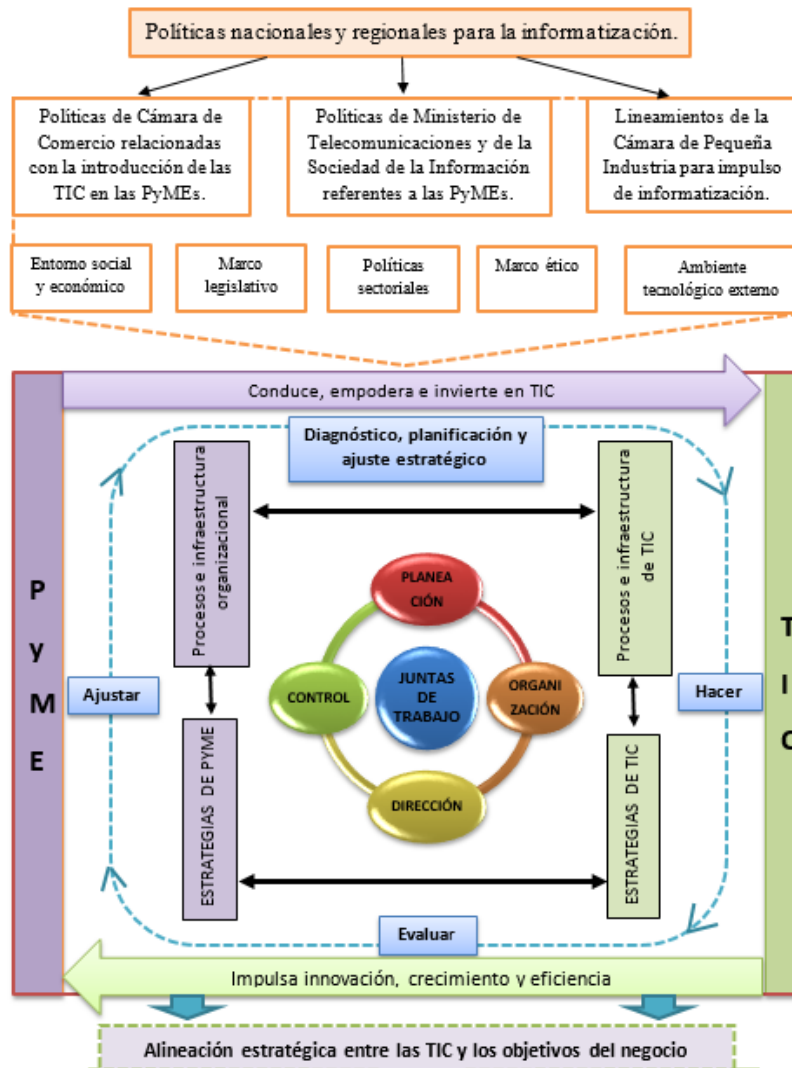 Políticas nacionales y regionales para la informatización.
Políticas de Cámara de
Comercio relacionadas
con la introducción de las
TIC en las PyMEs.
Políticas de Ministerio de
Telecomunicaciones y de la
Sociedad de la Información
referentes a las PyMEs.
Lineamientos de la
Cámara de Pequeña
Industria para impulso
de informatización.
Entorno social
y económico
Marco
legislativo
Políticas
sectoriales
Marco ético
Ambiente
tecnológico externo
Conduce, empodera e invierte en TIC
Diagnóstico, planificación y
ajuste estratégico
PyME
Procesos e infraestructura
organizacional
Procesos e infraestructura
de TIC
TIC
PLANEA
CIÓN
CONTROL
JUNTAS
DE
TRABAJO
ORGANI
ZACIÓN
DIRECCIÓN
Ajustar
Hacer
ESTRATEGIAS DE PYME
ESTRATEGIAS DE TIC
Evaluar
Impulsa innovación, crecimiento y eficiencia
Alineación estratégica entre las TIC y los objetivos del negocio